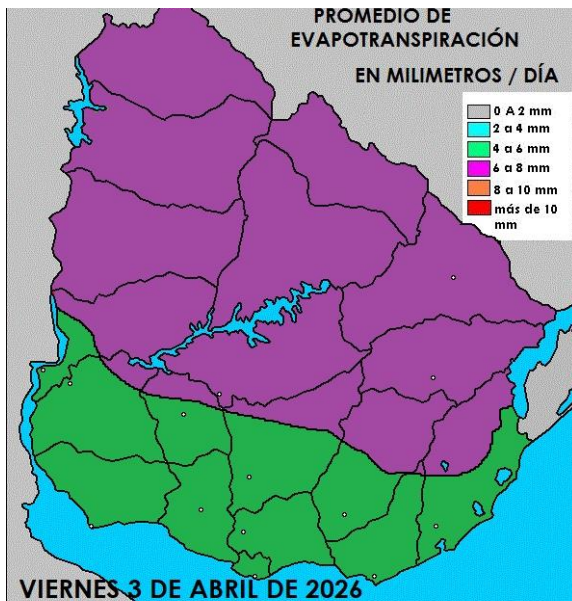 PROMEDIO DE
EVAPOTRANSPIRACIÓN
EN MILIMETROS / DÍA
0 A 2 mm
2 a 4 mm
4 a 6 mm
6 a 8 mm
8 a 10 mm
más de 10
mm
VIERNES 3 DE ABRIL DE 2026